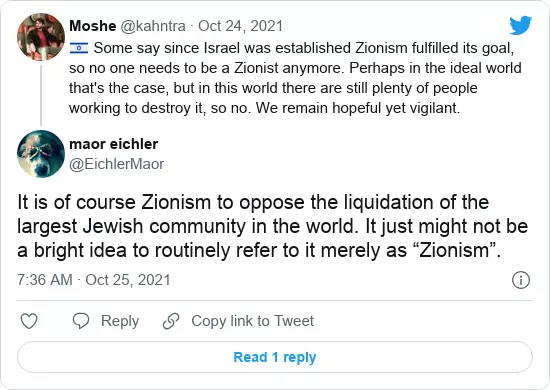 Moshe @kahntra · Oct 24, 2021
🇮🇱 Some say since Israel was established Zionism fulfilled its goal,
so no one needs to be a Zionist anymore. Perhaps in the ideal world
that's the case, but in this world there are still plenty of people
working to destroy it, so no. We remain hopeful yet vigilant.
maor eichler
@EichlerMaor
It is of course Zionism to oppose the liquidation of the
largest Jewish community in the world. It just might not be
a bright idea to routinely refer to it merely as “Zionism”.
7:36 AM · Oct 25, 2021
Reply
Copy link to Tweet
Read 1 reply